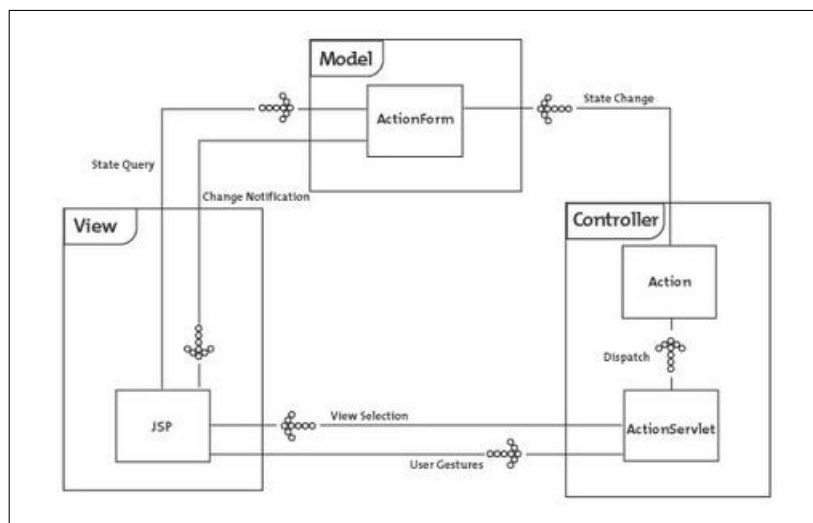 Model
ActionForm
State Change
State Query
Change Notification
View
Controller
Action
Dispatch
JSP
View Selection
ActionServlet
User Gestures